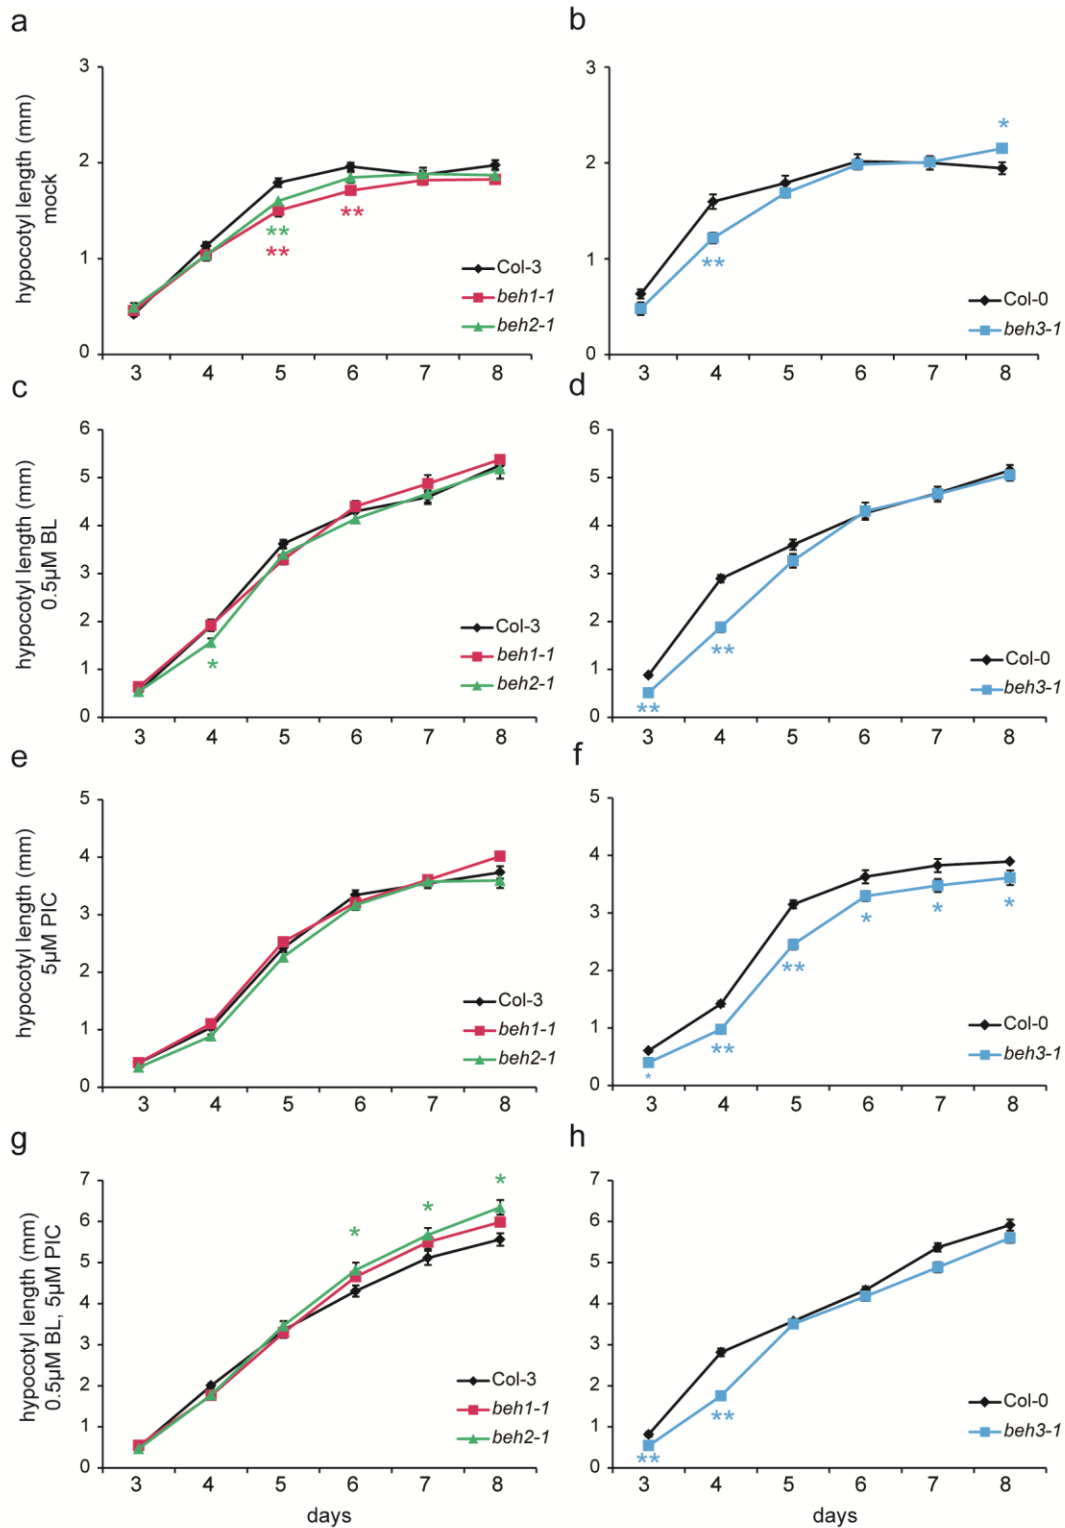 a
hypocotyl length (mm)
mock
3
2
1
0
** 
**
**
Col-3
beh1-1
beh2-1
3 4 5 6 7 8
b
3
2
1
0
**
*
Col-0
beh3-1
3 4 5 6 7 8
c
hypocotyl length (mm)
0.5µM BL
6
5
4
3
2
1
0
*
Col-3
beh1-1
beh2-1
3 4 5 6 7 8
d
6
5
4
3
2
1
0
**
**
Col-0
beh3-1
3 4 5 6 7 8
e
hypocotyl length (mm)
5µM PIC
5
4
3
2
1
0
Col-3
beh1-1
beh2-1
3 4 5 6 7 8
f
5
4
3
2
1
0
*
**
**
*
*
*
Col-0
beh3-1
3 4 5 6 7 8
g
hypocotyl length (mm)
0.5µM BL, 5µM PIC
7
6
5
4
3
2
1
0
*
*
*
Col-3
beh1-1
beh2-1
3 4 5 6 7 8
days
h
7
6
5
4
3
2
1
0
**
**
Col-0
beh3-1
3 4 5 6 7 8
days